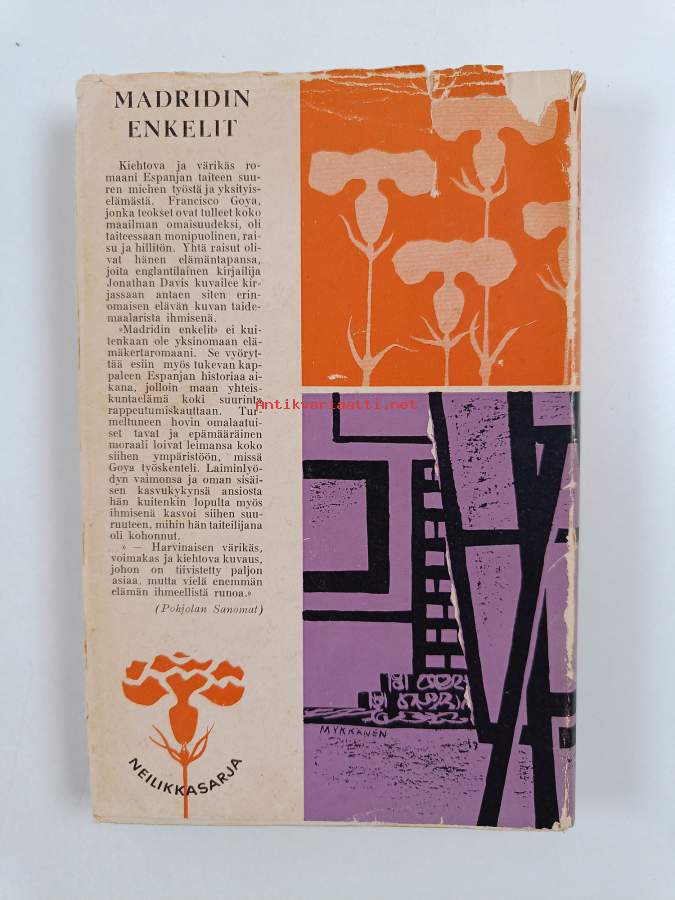 MADRIDIN
ENKELIT
Kiehtova ja värikäs ro-
maani Espanjan taiteen suu-
ren miehen työstä ja yksityis-
elämästä. Francisco Goya,
jonka teokset ovat tulleet koko
maailman omaisuudeksi, oli
taiteessaan monipuolinen, rai-
su ja hillitön. Yhtä raisut oli-
vat hänen elämäntapansa,
joita englantilainen kirjailija
Jonathan Davis kuvailee kir-
jassaan antaen siten erin-
omaisen elävän kuvan taide-
maalarista ihmisenä.
»Madridin enkelit» ei kui-
tenkaan ole yksinomaan elä-
mäkertaromaani. Se vyöryt-
tää esiin myös tukevan kap-
paleen Espanjan historiaa ai-
kana, jolloin maan yhteis-
kuntaelämä koki suurinta
rappeutumiskauttaan. Tur-
meltuneen hovin omalaatui-
set tavat ja epämääräinen
moraali loivat leimansa koko
siihen ympäristöön, missä
Goya työskenteli. Laiminlyö-
dyn vaimonsa ja oman sisäi-
sen kasvukykynsä ansiosta
hän kuitenkin lopulta myös
ihmisenä kasvoi siihen suu-
ruuteen, mihin hän taiteilijana
oli kohonnut.
» — Harvinaisen värikäs,
voimakas ja kiehtova kuvaus,
johon on tiivistetty paljon
asiaa, mutta vielä enemmän
elämän ihmeellistä runoa.»
(Pohjolan Sanomat)
NEILIKKASARJA
Antikvariaatti.net
MYKKÄNEN